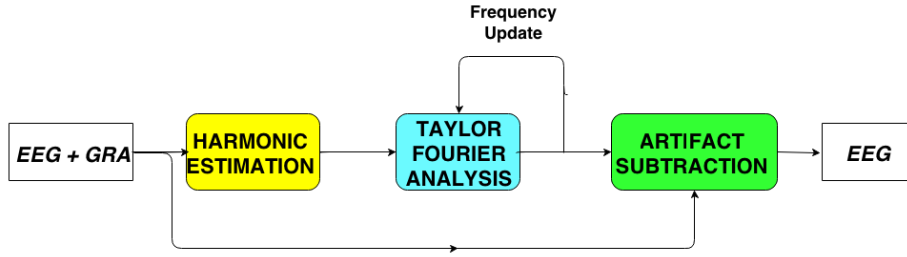 Frequency
Update
EEG + GRA
HARMONIC
ESTIMATION
TAYLOR
FOURIER
ANALYSIS
ARTIFACT
SUBTRACTION
EEG